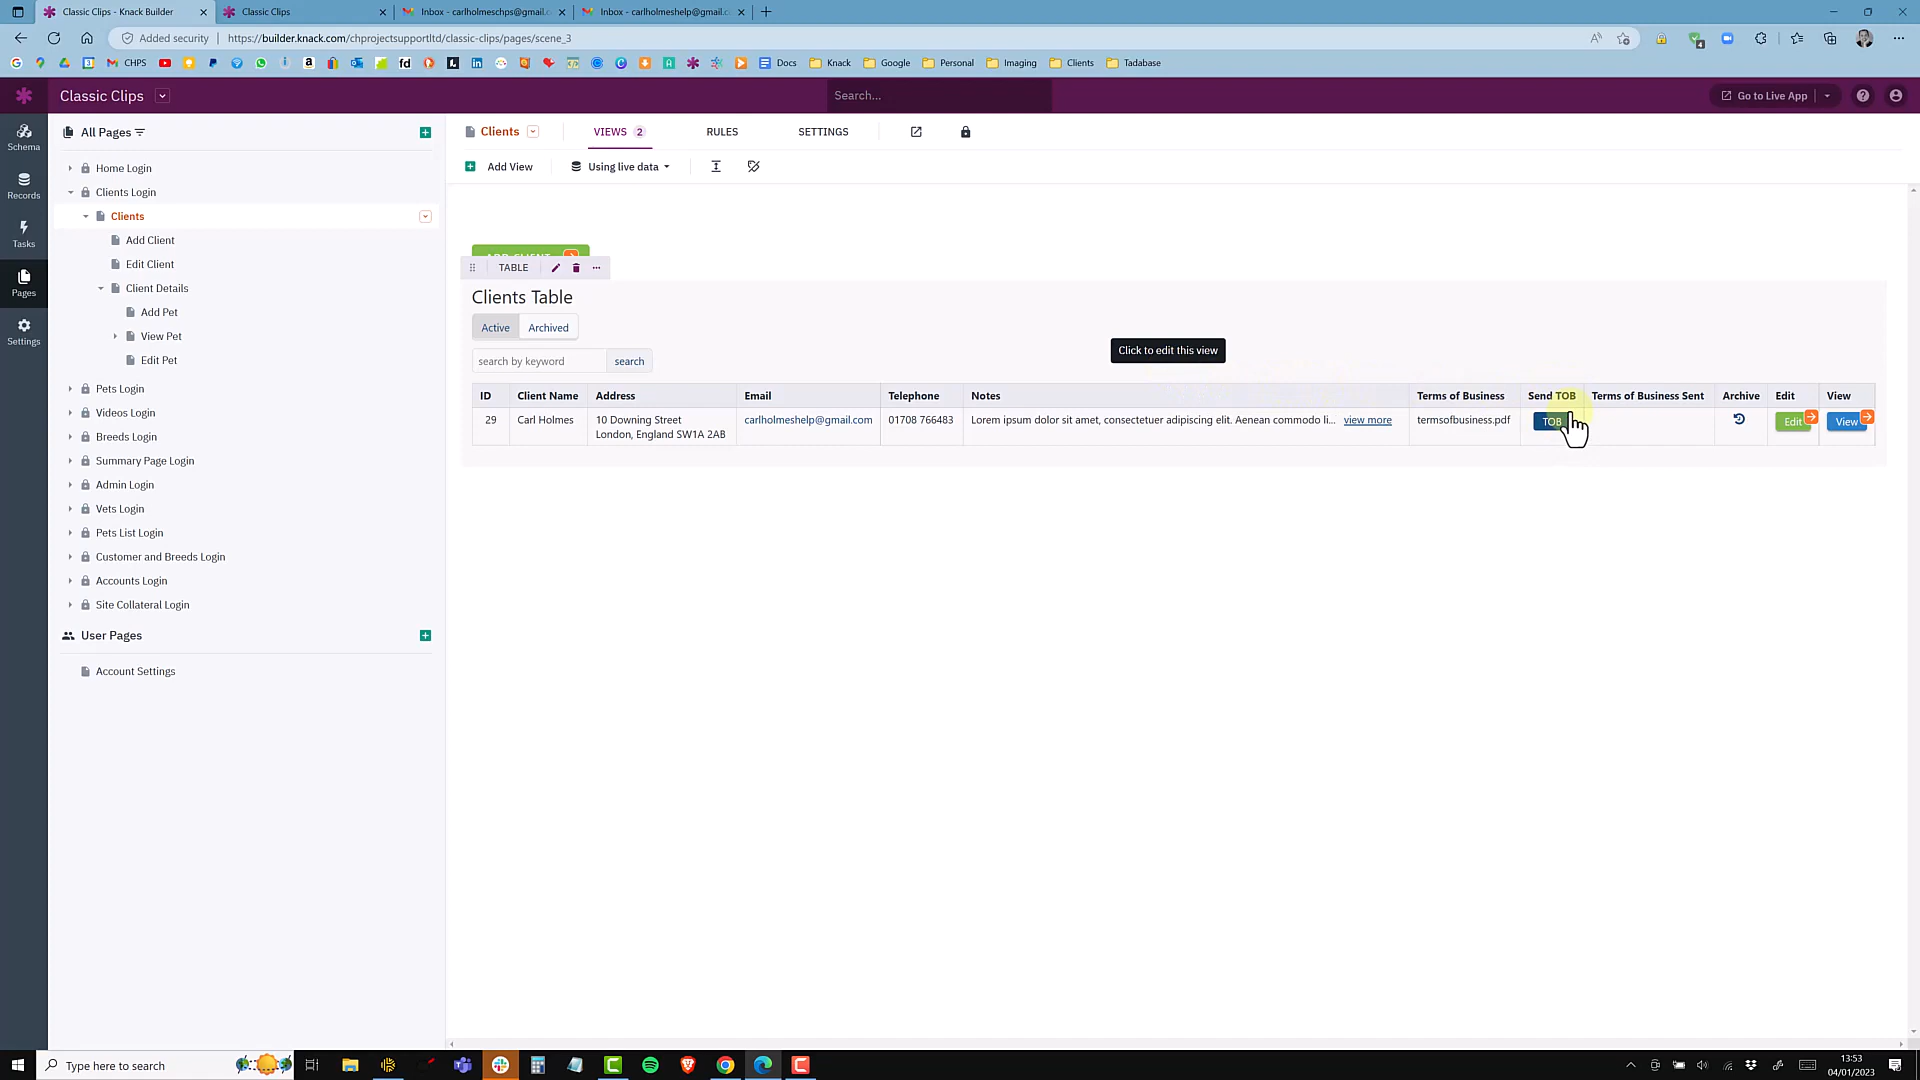 Classic Clips - Knack Builder
Classic Clips
Inbox - carlholmeschps@gmail.c
Inbox - carlholmeshelp@gmail.c
Added security
https://builder.knack.com/chprojectsupportltd/classic-clips/pages/scene_3
CHPS
Docs
Knack
Google
Personal
Imaging
Clients
Tadabase
Classic Clips
Search...
Go to Live App
Schema
Records
Tasks
Pages
Settings
All Pages
Home Login
Clients Login
Clients
Add Client
Edit Client
Client Details
Add Pet
View Pet
Edit Pet
Pets Login
Videos Login
Breeds Login
Summary Page Login
Admin Login
Vets Login
Pets List Login
Customer and Breeds Login
Accounts Login
Site Collateral Login
User Pages
Account Settings
Clients
VIEWS 2
RULES
SETTINGS
Add View
Using live data
ADD CLIENT
TABLE
Clients Table
Active
Archived
search by keyword
search
Click to edit this view
ID
Client Name
Address
Email
Telephone
Notes
Terms of Business
Send TOB
Terms of Business Sent
Archive
Edit
View
29
Carl Holmes
10 Downing Street
London, England SW1A 2AB
carlholmeshelp@gmail.com
01708 766483
Lorem ipsum dolor sit amet, consectetuer adipiscing elit. Aenean commodo li...
view more
termsofbusiness.pdf
TOB
Edit
View
Type here to search
13:53
04/01/2023